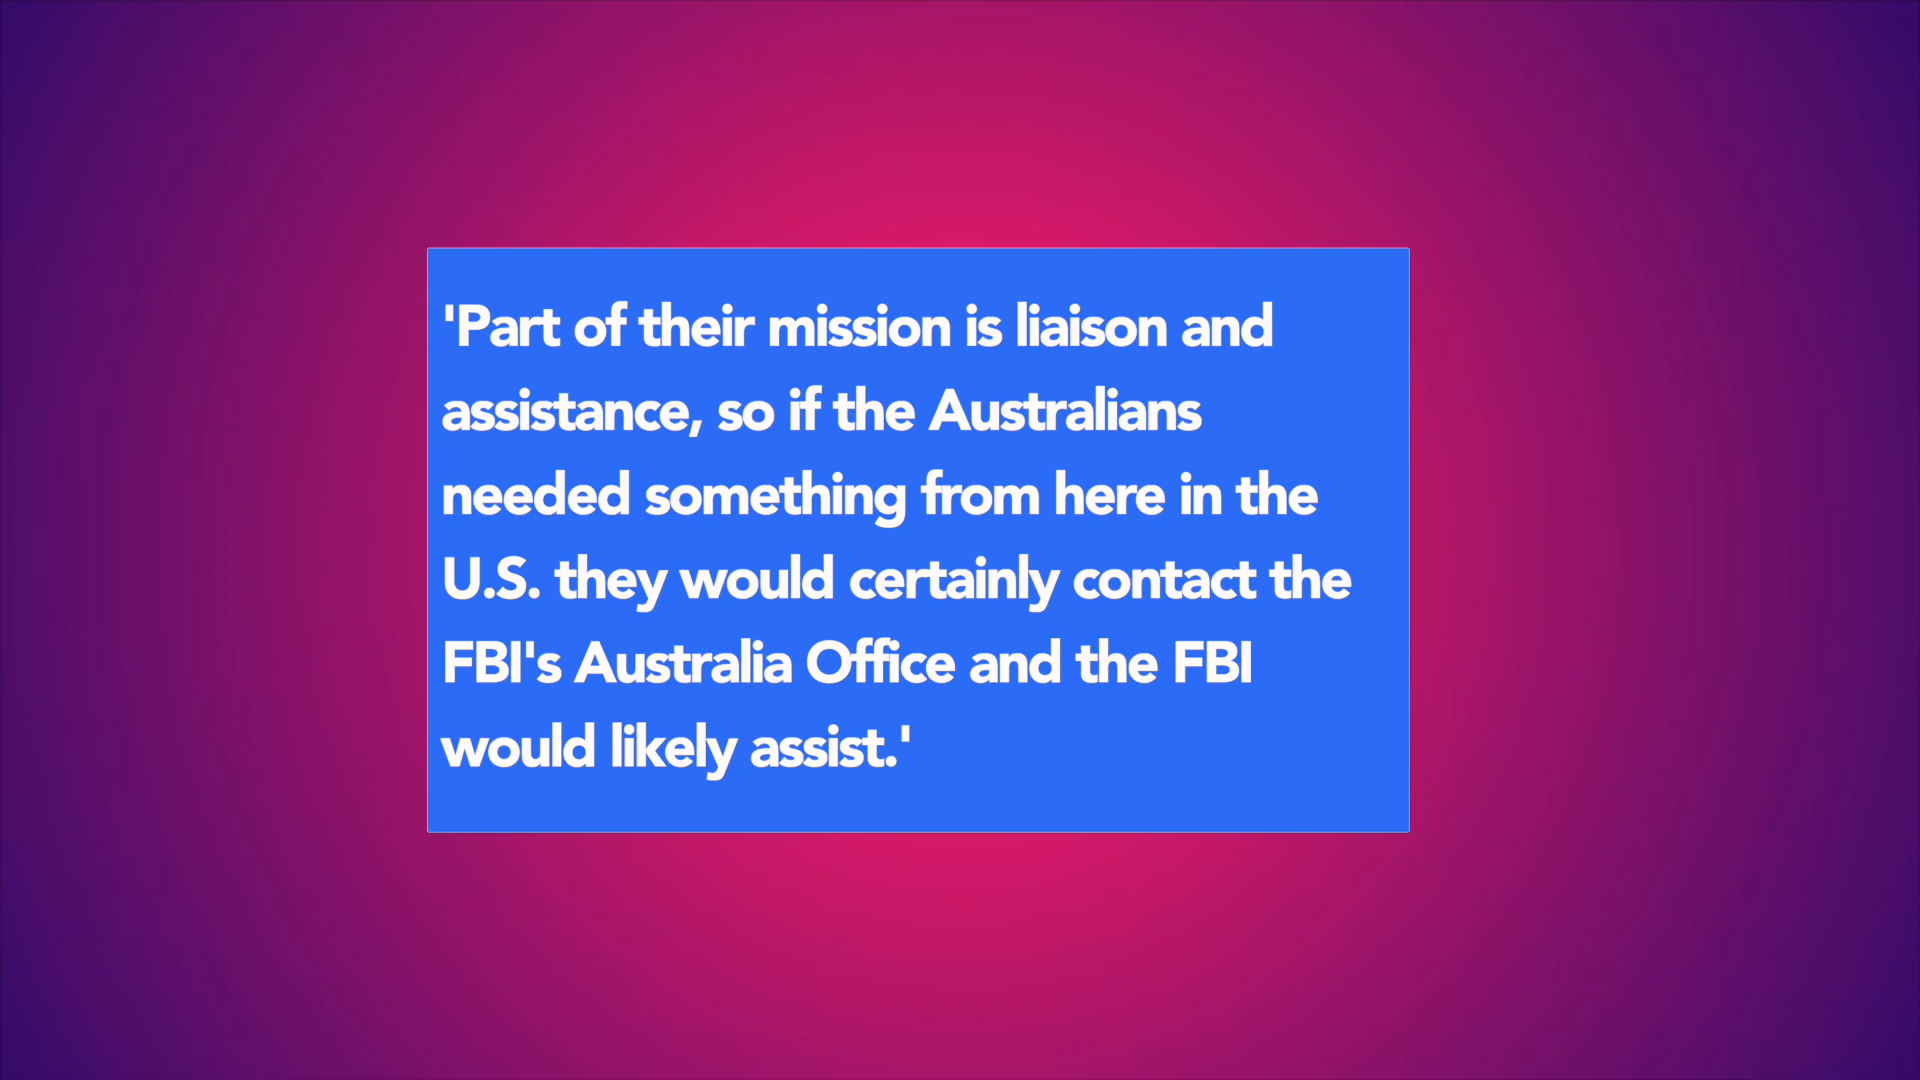 'Part of their mission is liaison and
assistance, so if the Australians
needed something from here in the
U.S. they would certainly contact the
FBI's Australia Office and the FBI
would likely assist.'